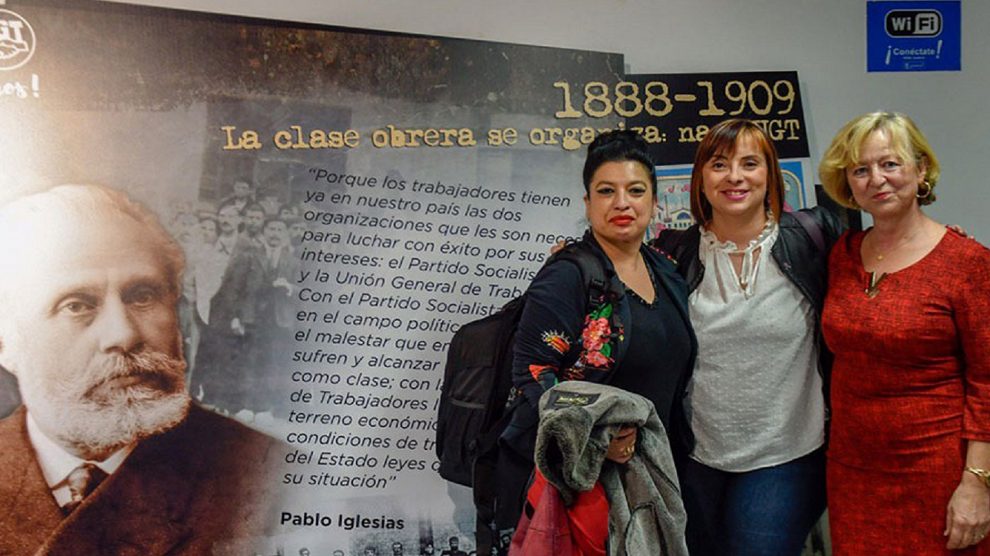 GT
1888-1909
La clase obrera se organiza: na UGT
"Porque los trabajadores tienen
ya en nuestro país las dos
organizaciones que les son nece
para luchar con éxito por sus
intereses: el Partido Socialis
y la Unión General de Trab
Con el Partido Socialista
en el campo polític
el malestar que en
sufren y alcanzar
como clase; con l
de Trabajadores
terreno económic
condiciones de tr
del Estado leyes q
su situación"
Pablo Iglesias
WiFi
¡Conéctate!